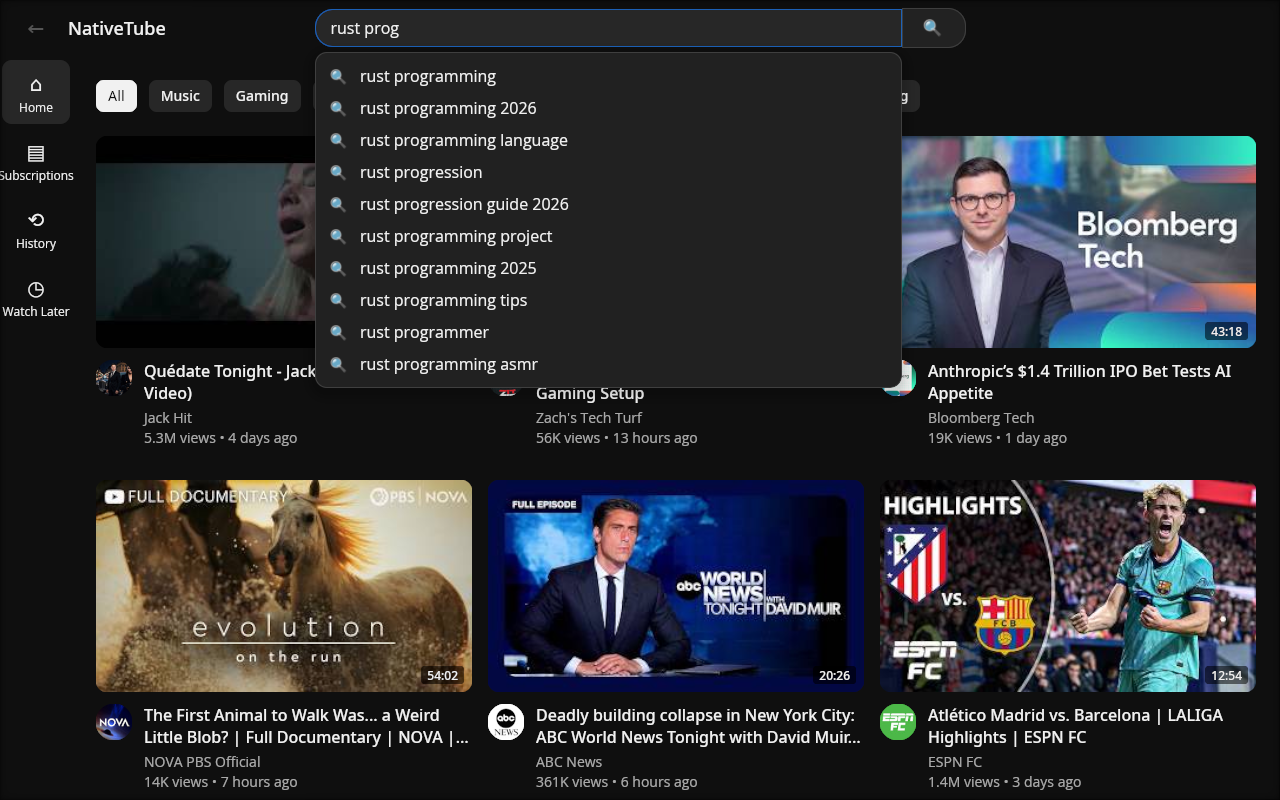 ← NativeTube
rust prog
Home
Subscriptions
History
Watch Later
All
Music
Gaming
g
rust programming
rust programming 2026
rust programming language
rust progression
rust progression guide 2026
rust programming project
rust programming 2025
rust programming tips
rust programmer
rust programming asmr
Bloomberg
Tech
43:18
Quédate Tonight - Jack
Video)
Jack Hit
5.3M views • 4 days ago
Gaming Setup
Zach's Tech Turf
56K views • 13 hours ago
Anthropic’s $1.4 Trillion IPO Bet Tests AI
Appetite
Bloomberg Tech
19K views • 1 day ago
FULL DOCUMENTARY
PBS | NOVA
evolution
on the run
54:02
NOVA
The First Animal to Walk Was... a Weird
Little Blob? | Full Documentary | NOVA |...
NOVA PBS Official
14K views • 7 hours ago
FULL EPISODE
abc WORLD
NEWS
TONIGHT WITH DAVID MUIR
20:26
abc
NEWS
Deadly building collapse in New York City:
ABC World News Tonight with David Muir...
ABC News
361K views • 6 hours ago
HIGHLIGHTS
VS.
FCB
ESPN
FC
12:54
ESPN
FC
Atlético Madrid vs. Barcelona | LALIGA
Highlights | ESPN FC
ESPN FC
1.4M views • 3 days ago